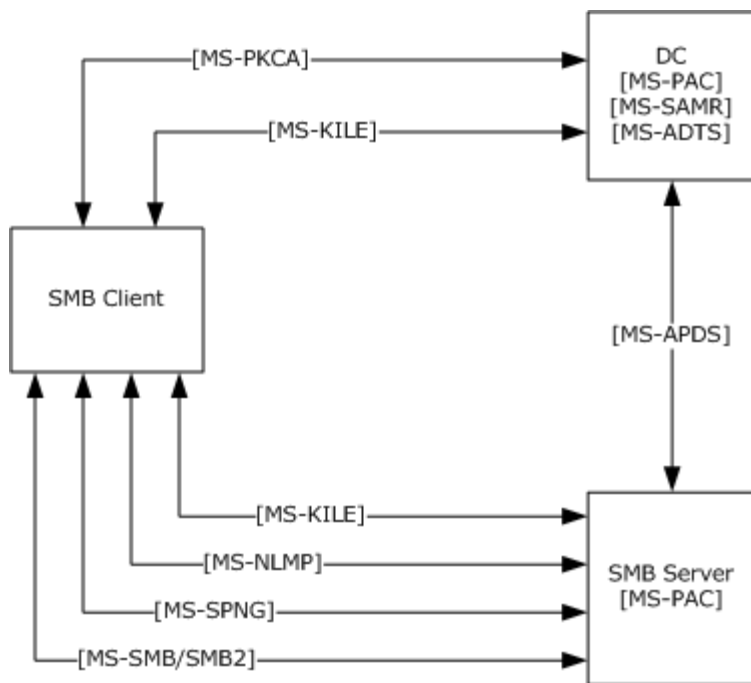 [MS-PKCA]
DC
[MS-PAC]
[MS-SAMR]
[MS-ADTS]
[MS-KILE]
SMB Client
[MS-APDS]
[MS-KILE]
[MS-NLMP]
SMB Server
[MS-PAC]
[MS-SPNG]
[MS-SMB/SMB2]